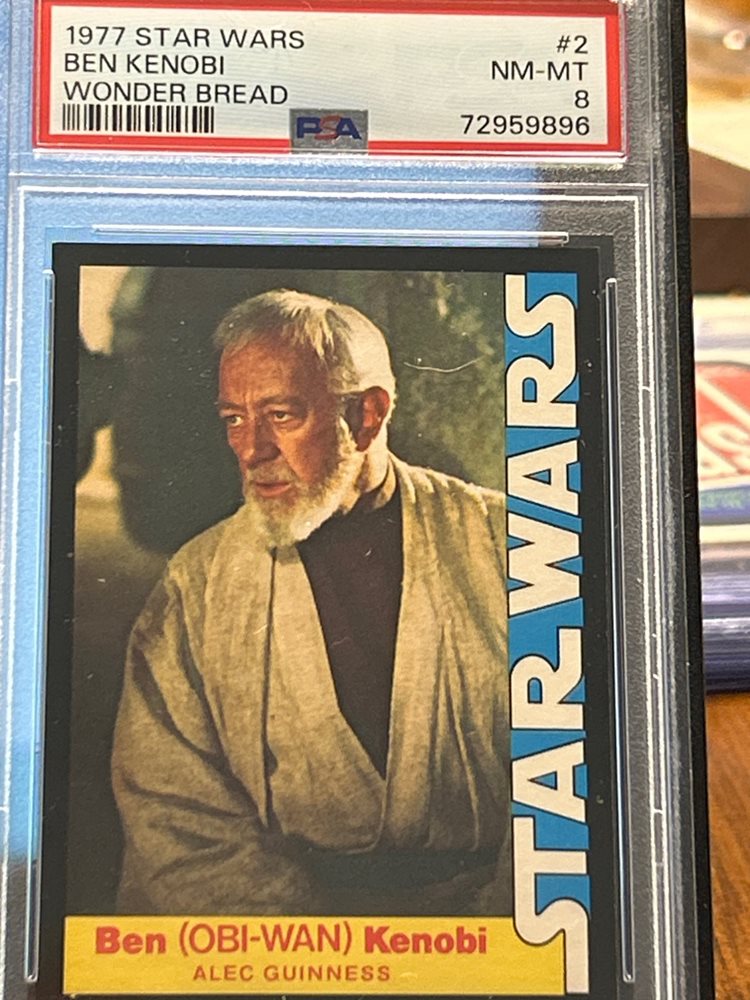 1977 STAR WARS #2
BEN KENOBI NM-MT
WONDER BREAD 8
PSA 72959896
STAR WARS
Ben (OBI-WAN) Kenobi
ALEC GUINNESS